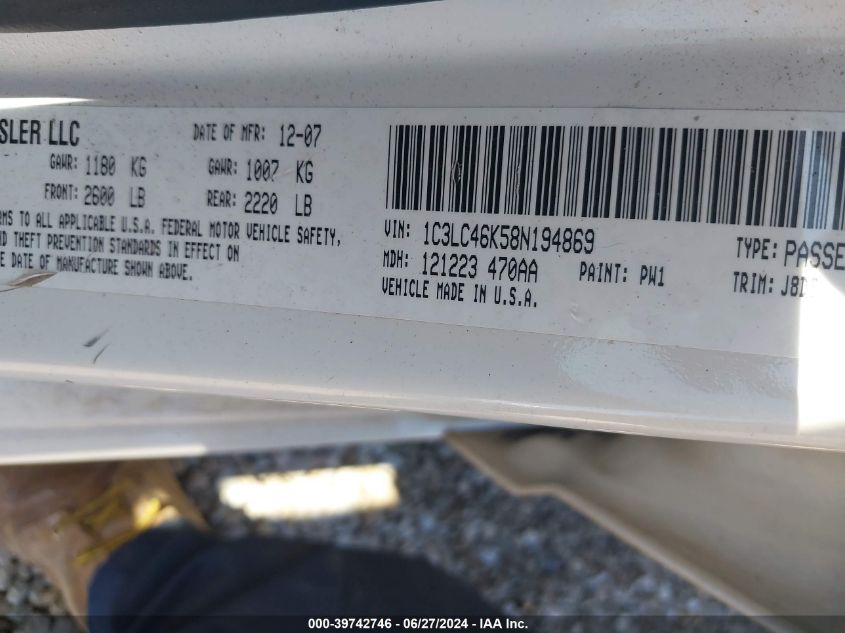 SLER LLC
DATE OF MFR: 12-07
GAWR: 1180 KG
GAWR: 1007 KG
FRONT: 2600 LB
REAR: 2220 LB
RMS TO ALL APPLICABLE U.S.A. FEDERAL MOTOR VEHICLE SAFETY,
D THEFT PREVENTION STANDARDS IN EFFECT ON
E DATE OF MANUFACTURE SHOWN ABOVE.
VIN: 1C3LC46K58N194869
TYPE: PASSE
MDH: 121223 470AA
PAINT: PW1
TRIM: J8D
VEHICLE MADE IN U.S.A.
000-39742746 - 06/27/2024 - IAA Inc.